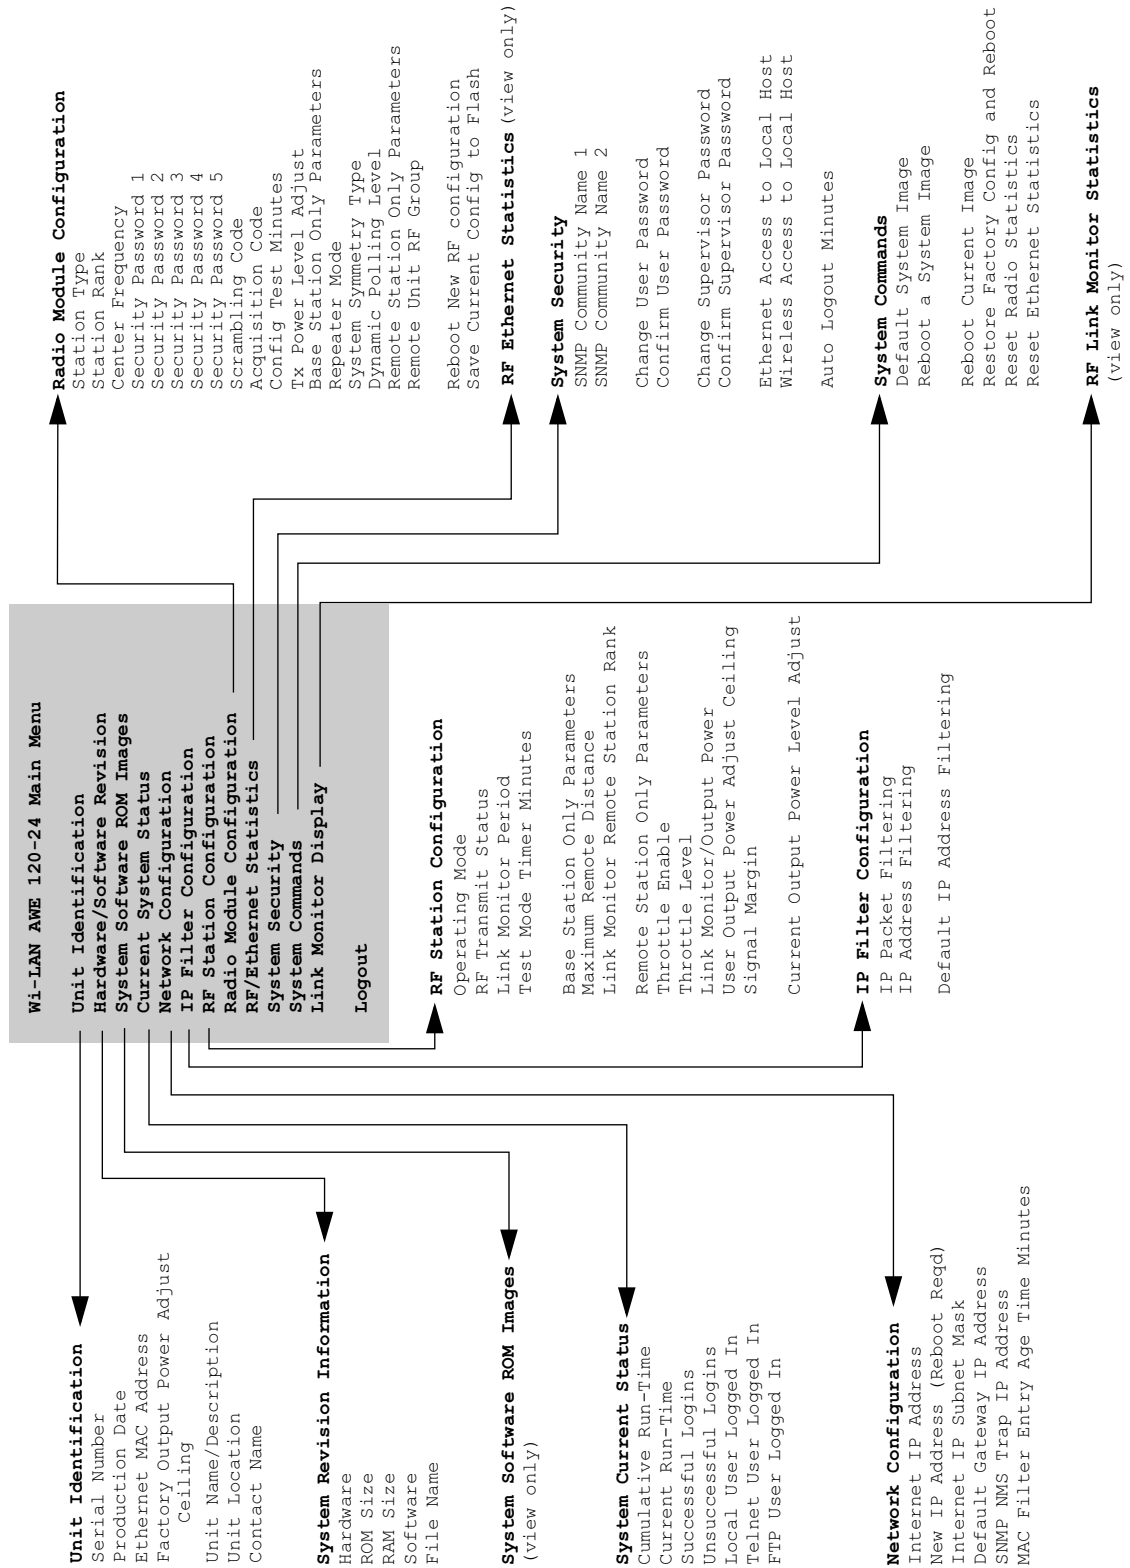 Wi-LAN AWE 120-24 Main Menu
Unit Identification
Hardware/Software Revision
System Software ROM Images
Current System Status
Network Configuration
IP Filter Configuration
RF Station Configuration
Radio Module Configuration
RF/Ethernet Statistics
System Security
System Commands
Link Monitor Display
Logout
Unit Identification
Serial Number
Production Date
Ethernet MAC Address
Factory Output Power Adjust
Ceiling
Unit Name/Description
Unit Location
Contact Name
System Revision Information
Hardware
ROM Size
RAM Size
Software
File Name
System Software ROM Images
(view only)
System Current Status
Cumulative Run-Time
Current Run-Time
Successful Logins
Unsuccessful Logins
Local User Logged In
Telnet User Logged In
FTP User Logged In
Network Configuration
Internet IP Address
New IP Address (Reboot Reqd)
Internet IP Subnet Mask
Default Gateway IP Address
SNMP NMS Trap IP Address
MAC Filter Entry Age Time Minutes
RF Station Configuration
Operating Mode
RF Transmit Status
Link Monitor Period
Test Mode Timer Minutes
Base Station Only Parameters
Maximum Remote Distance
Link Monitor Remote Station Rank
Remote Station Only Parameters
Throttle Enable
Throttle Level
Link Monitor/Output Power
User Output Power Adjust Ceiling
Signal Margin
Current Output Power Level Adjust
IP Filter Configuration
IP Packet Filtering
IP Address Filtering
Default IP Address Filtering
Radio Module Configuration
Station Type
Station Rank
Center Frequency
Security Password 1
Security Password 2
Security Password 3
Security Password 4
Security Password 5
Scrambling Code
Acquisition Code
Config Test Minutes
Tx Power Level Adjust
Base Station Only Parameters
Repeater Mode
System Symmetry Type
Dynamic Polling Level
Remote Station Only Parameters
Remote Unit RF Group
Reboot New RF configuration
Save Current Config to Flash
RF Ethernet Statistics (view only)
System Security
SNMP Community Name 1
SNMP Community Name 2
Change User Password
Confirm User Password
Change Supervisor Password
Confirm Supervisor Password
Ethernet Access to Local Host
Wireless Access to Local Host
Auto Logout Minutes
System Commands
Default System Image
Reboot a System Image
Reboot Current Image
Restore Factory Config and Reboot
Reset Radio Statistics
Reset Ethernet Statistics
RF Link Monitor Statistics
(view only)